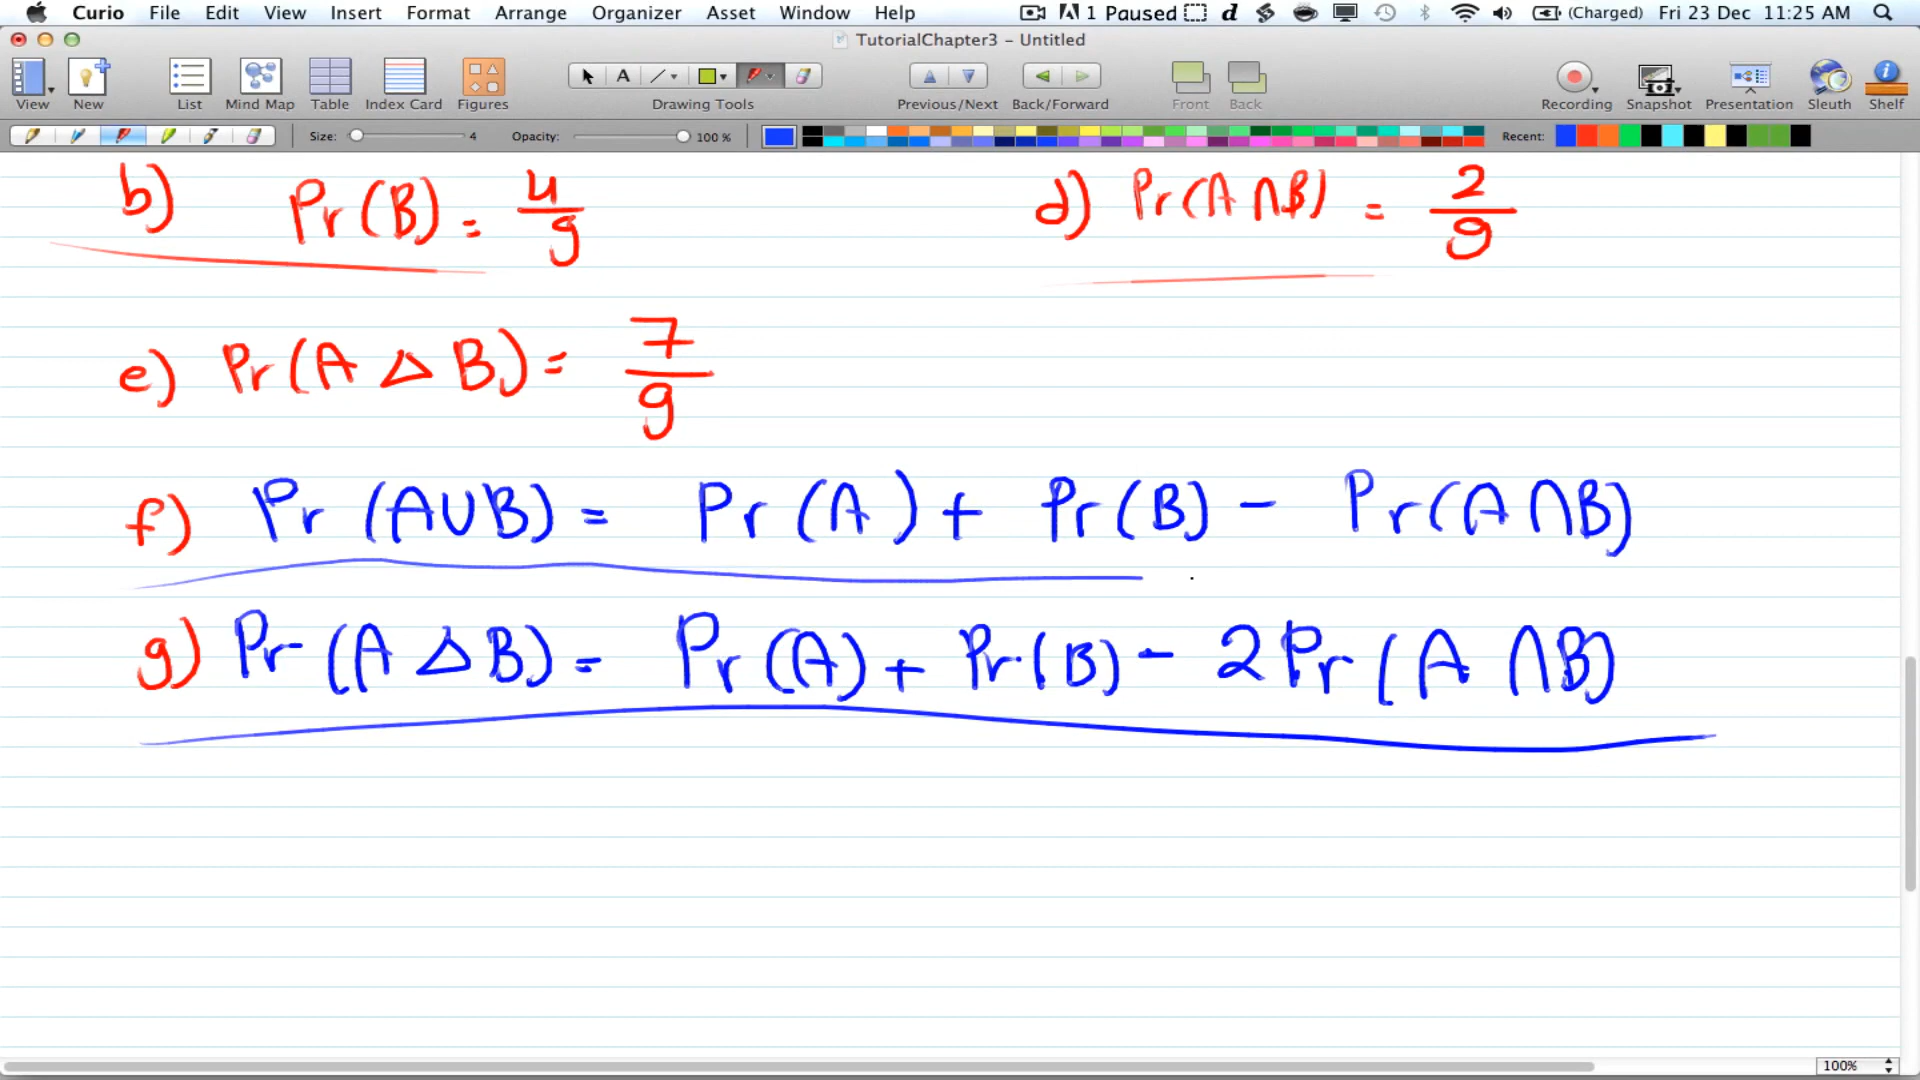 Curio File Edit View Insert Format Arrange Organizer Asset Window Help 1 Paused (Charged) Fri 23 Dec 11:25 AM
TutorialChapter3 – Untitled
View New List Mind Map Table Index Card Figures Drawing Tools Previous/Next Back/Forward Front Back Recording Snapshot Presentation Sleuth Shelf
Size: 4 Opacity: 100 % Recent:
b) Pr(B) = 4/9
d) Pr(A∩B) = 2/9
e) Pr(A Δ B) = 7/9
f) Pr(A∪B) = Pr(A) + Pr(B) – Pr(A∩B)
g) Pr(A Δ B) = Pr(A) + Pr(B) – 2Pr(A∩B)
100%